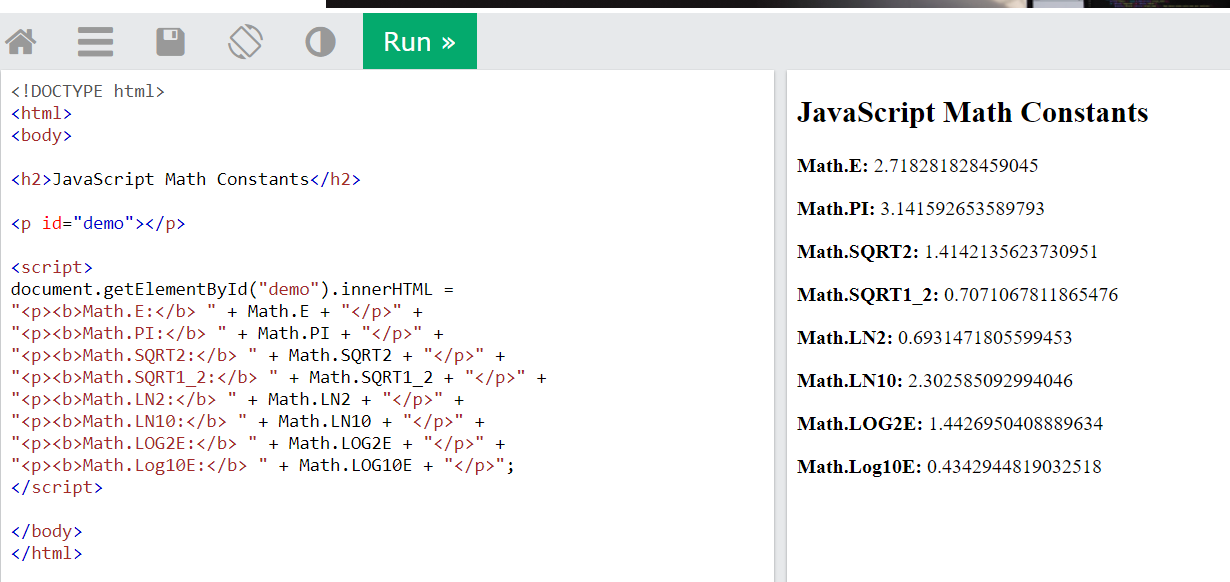 Run »
<!DOCTYPE html>
<html>
<body>
<h2>JavaScript Math Constants</h2>
<p id="demo"></p>
<script>
document.getElementById("demo").innerHTML =
"<p><b>Math.E:</b> " + Math.E + "</p>" +
"<p><b>Math.PI:</b> " + Math.PI + "</p>" +
"<p><b>Math.SQRT2:</b> " + Math.SQRT2 + "</p>" +
"<p><b>Math.SQRT1_2:</b> " + Math.SQRT1_2 + "</p>" +
"<p><b>Math.LN2:</b> " + Math.LN2 + "</p>" +
"<p><b>Math.LN10:</b> " + Math.LN10 + "</p>" +
"<p><b>Math.LOG2E:</b> " + Math.LOG2E + "</p>" +
"<p><b>Math.Log10E:</b> " + Math.LOG10E + "</p>";
</script>
</body>
</html>
JavaScript Math Constants
Math.E: 2.718281828459045
Math.PI: 3.141592653589793
Math.SQRT2: 1.4142135623730951
Math.SQRT1_2: 0.7071067811865476
Math.LN2: 0.6931471805599453
Math.LN10: 2.302585092994046
Math.LOG2E: 1.4426950408889634
Math.Log10E: 0.4342944819032518